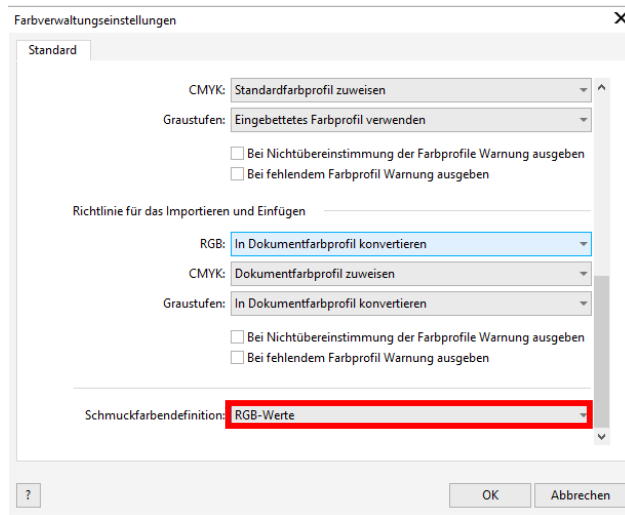 Farbverwaltungseinstellungen
Standard
CMYK: Standardfarbprofil zuweisen
Graustufen: Eingebettetes Farbprofil verwenden
Bei Nichtübereinstimmung der Farbprofile Warnung ausgeben
Bei fehlendem Farbprofil Warnung ausgeben
Richtlinie für das Importieren und Einfügen
RGB: In Dokumentfarbprofil konvertieren
CMYK: Dokumentfarbprofil zuweisen
Graustufen: In Dokumentfarbprofil konvertieren
Bei Nichtübereinstimmung der Farbprofile Warnung ausgeben
Bei fehlendem Farbprofil Warnung ausgeben
Schmuckfarbendefinition: RGB-Werte
? OK Abbrechen